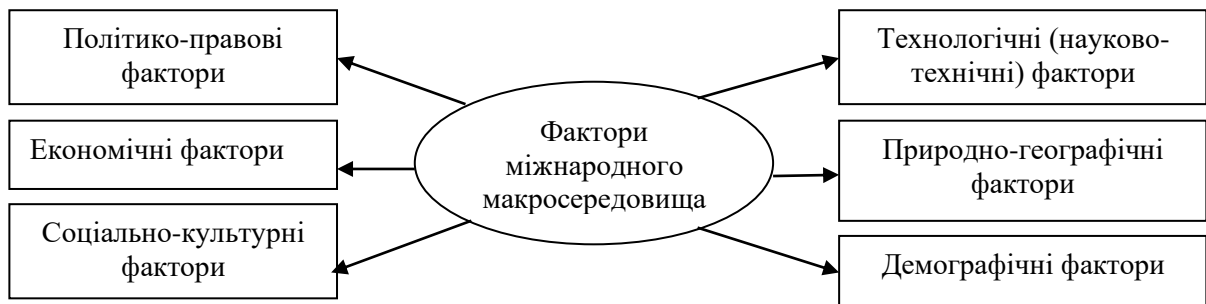 Політико-правові
фактори
Економічні фактори
Соціально-культурні
фактори
Фактори
міжнародного
макросередовища
Технологічні (науково-
технічні) фактори
Природно-географічні
фактори
Демографічні фактори